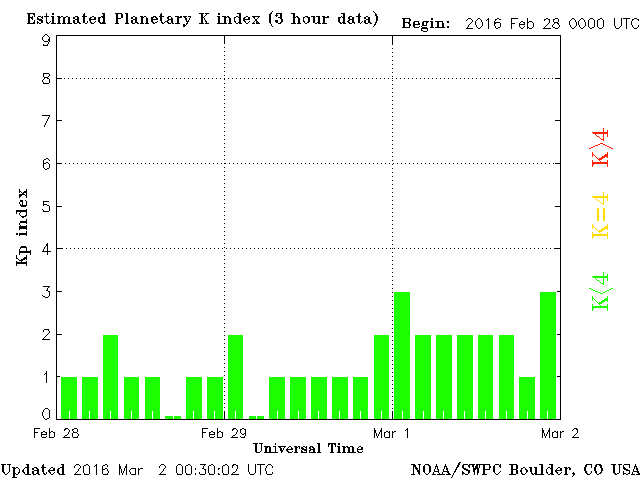 Estimated Planetary K index (3 hour data) Begin: 2016 Feb 28 0000 UTC
9
8
7
6
5
4
3
2
1
0
Kp index
K>4
K=4
K<4
Feb 28 Feb 29 Mar 1 Mar 2
Universal Time
Updated 2016 Mar 2 00:30:02 UTC NOAA/SWPC Boulder, CO USA